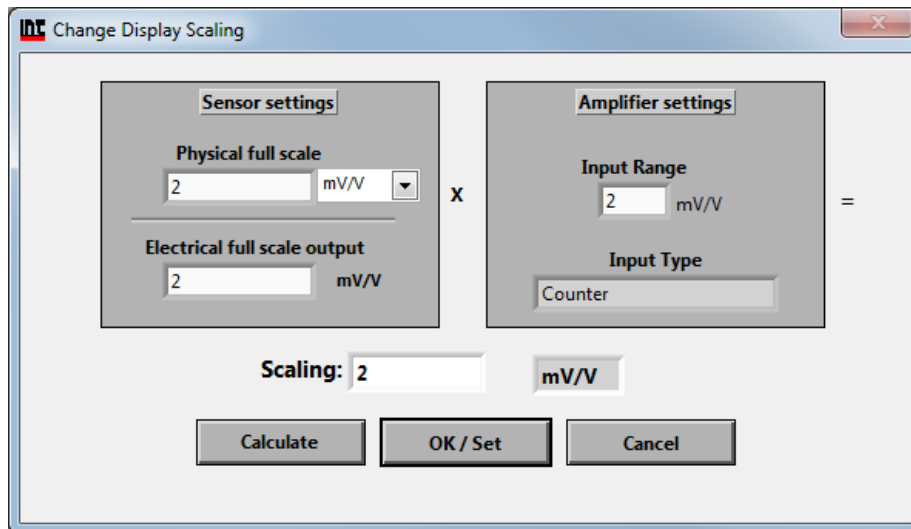 Change Display Scaling
X
Sensor settings
Physical full scale
2 mV/V
Electrical full scale output
2 mV/V
x
Amplifier settings
Input Range
2 mV/V
Input Type
Counter
=
Scaling: 2 mV/V
Calculate OK / Set Cancel